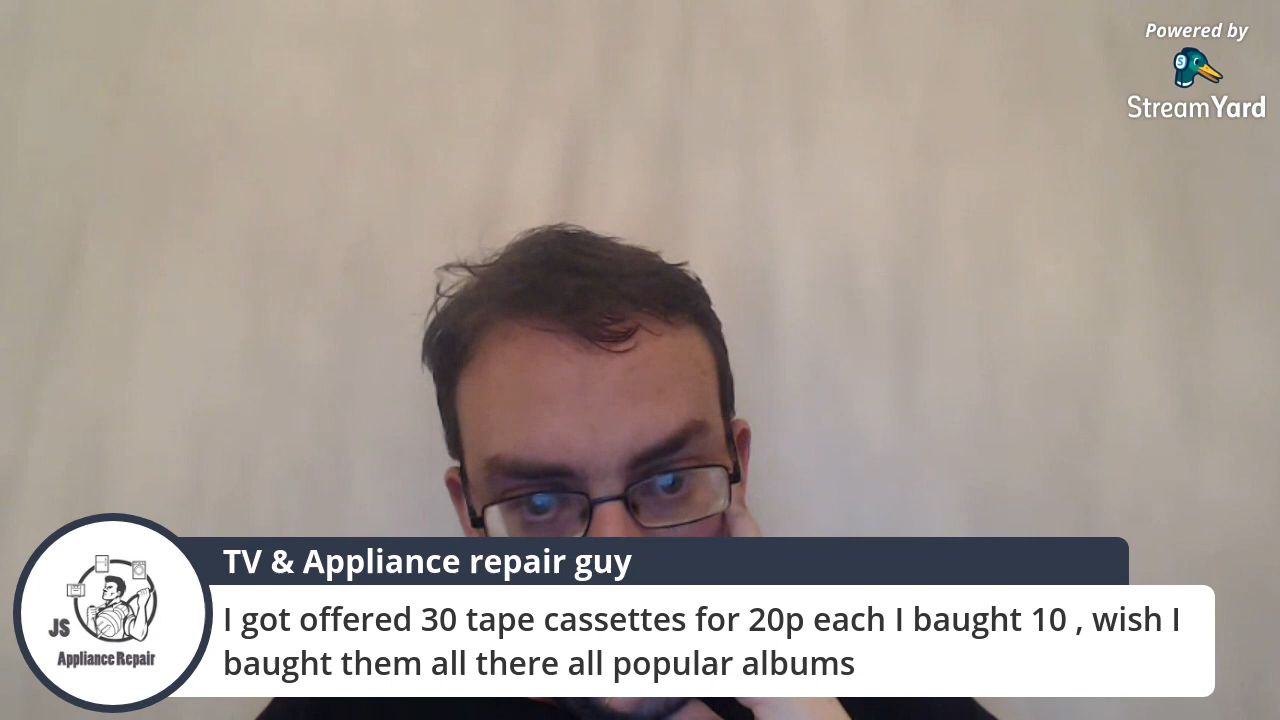 Powered by
StreamYard
TV & Appliance repair guy
I got offered 30 tape cassettes for 20p each I baught 10 , wish I
baught them all there all popular albums
JS
Appliance Repair